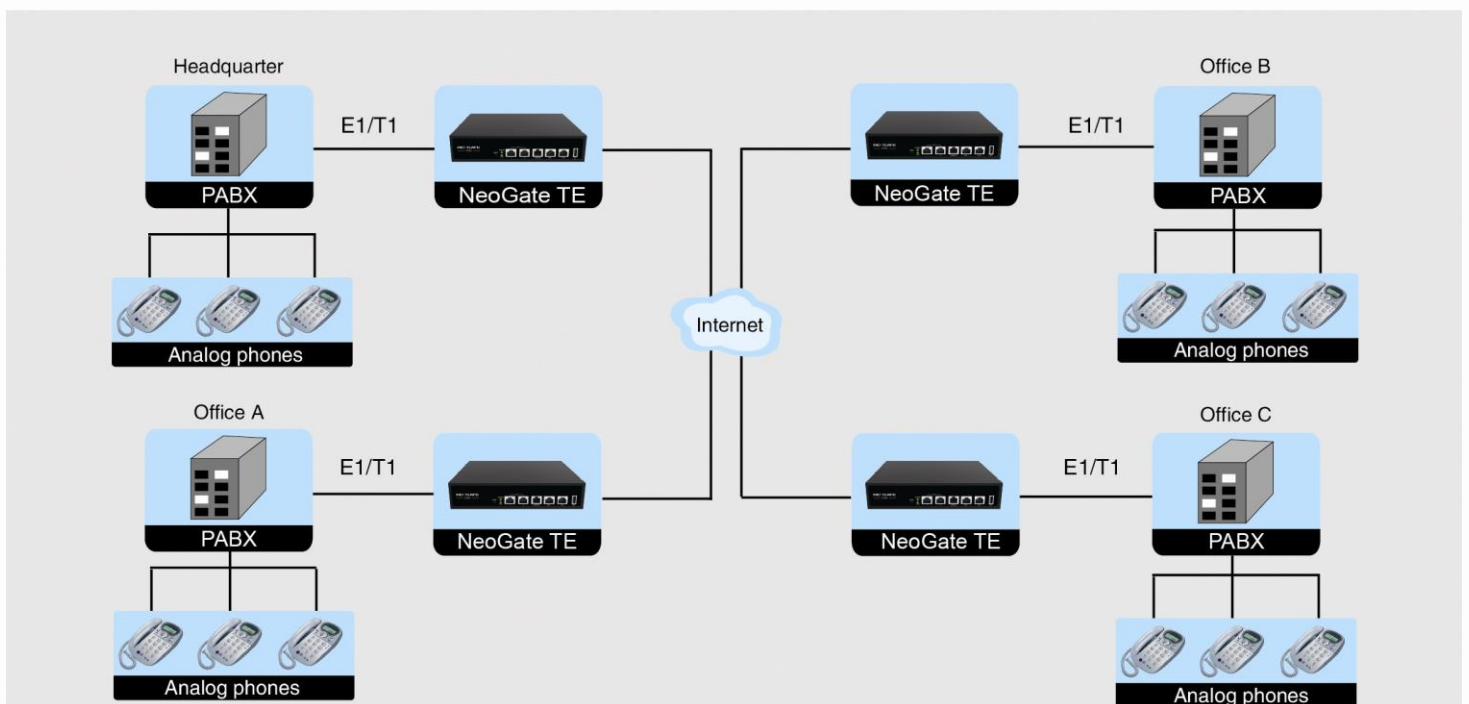 Headquarter
PABX
E1/T1
NeoGate TE
Analog phones
Office B
NeoGate TE
E1/T1
PABX
Analog phones
Internet
Office A
PABX
E1/T1
NeoGate TE
Analog phones
Office C
NeoGate TE
E1/T1
PABX
Analog phones